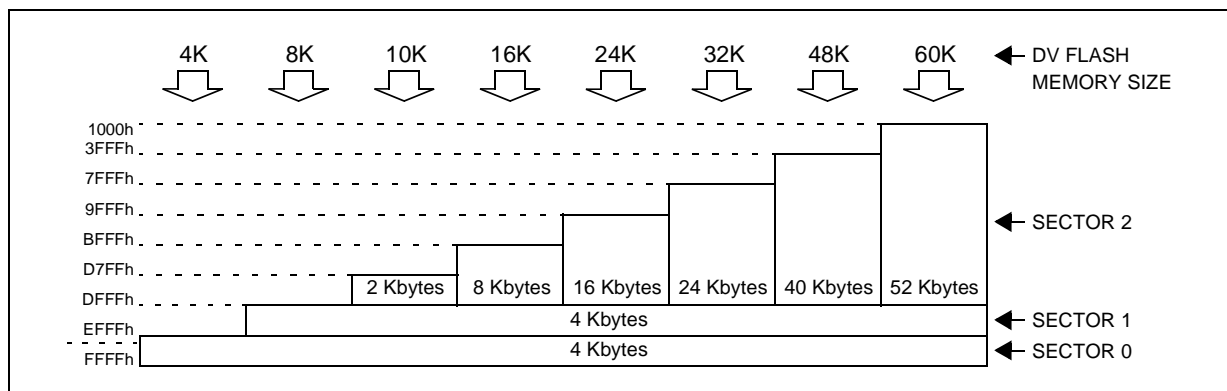 4K 8K 10K 16K 24K 32K 48K 60K DV FLASH
MEMORY SIZE
1000h
3FFFh
7FFFh
9FFFh
SECTOR 2
BFFFh
D7FFh
2 Kbytes 8 Kbytes 16 Kbytes 24 Kbytes 40 Kbytes 52 Kbytes
DFFFh
4 Kbytes SECTOR 1
EFFFh
4 Kbytes SECTOR 0
FFFFh